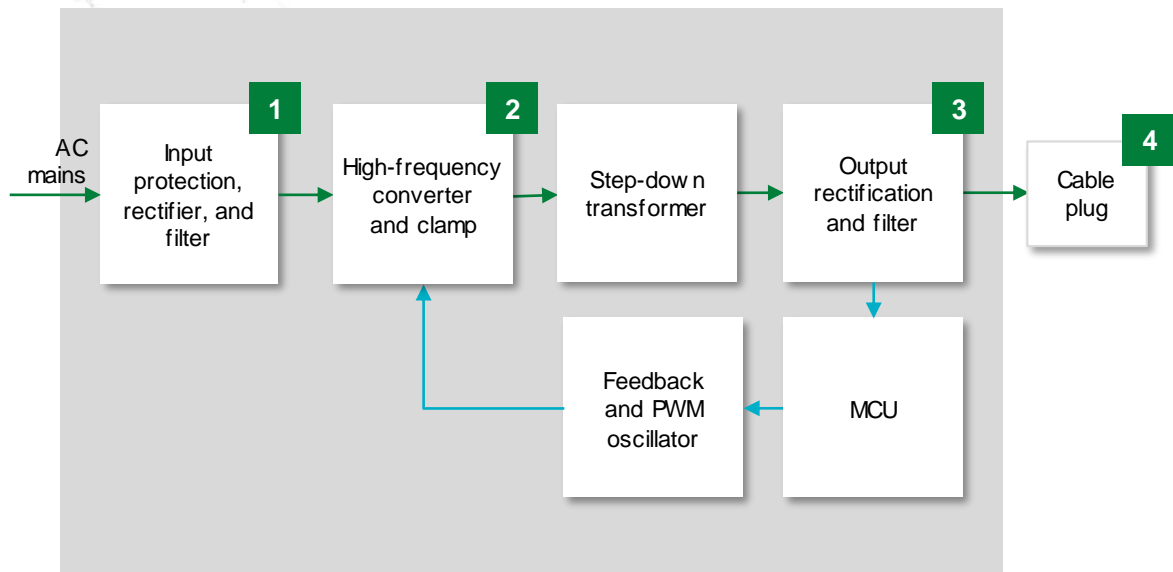 1
2
3
4
AC
mains
Input
protection,
rectifier, and
filter
High-frequency
converter
and clamp
Step-down
transformer
Output
rectification
and filter
Cable
plug
Feedback
and PWM
oscillator
MCU